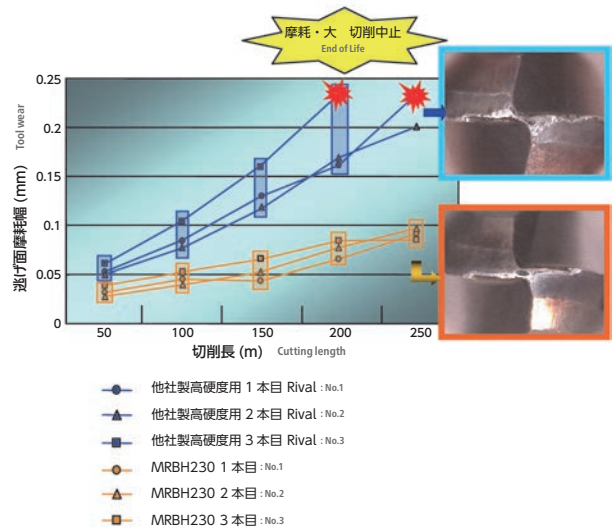 摩耗・大 切削中止
End of Life
逃げ面摩耗幅 (mm) Tool wear
0.25
0.2
0.15
0.1
0.05
0
50 100 150 200 250
切削長 (m) Cutting length
他社製高硬度用 1 本目 Rival : No.1
他社製高硬度用 2 本目 Rival : No.2
他社製高硬度用 3 本目 Rival : No.3
MRBH230 1 本目 : No.1
MRBH230 2 本目 : No.2
MRBH230 3 本目 : No.3